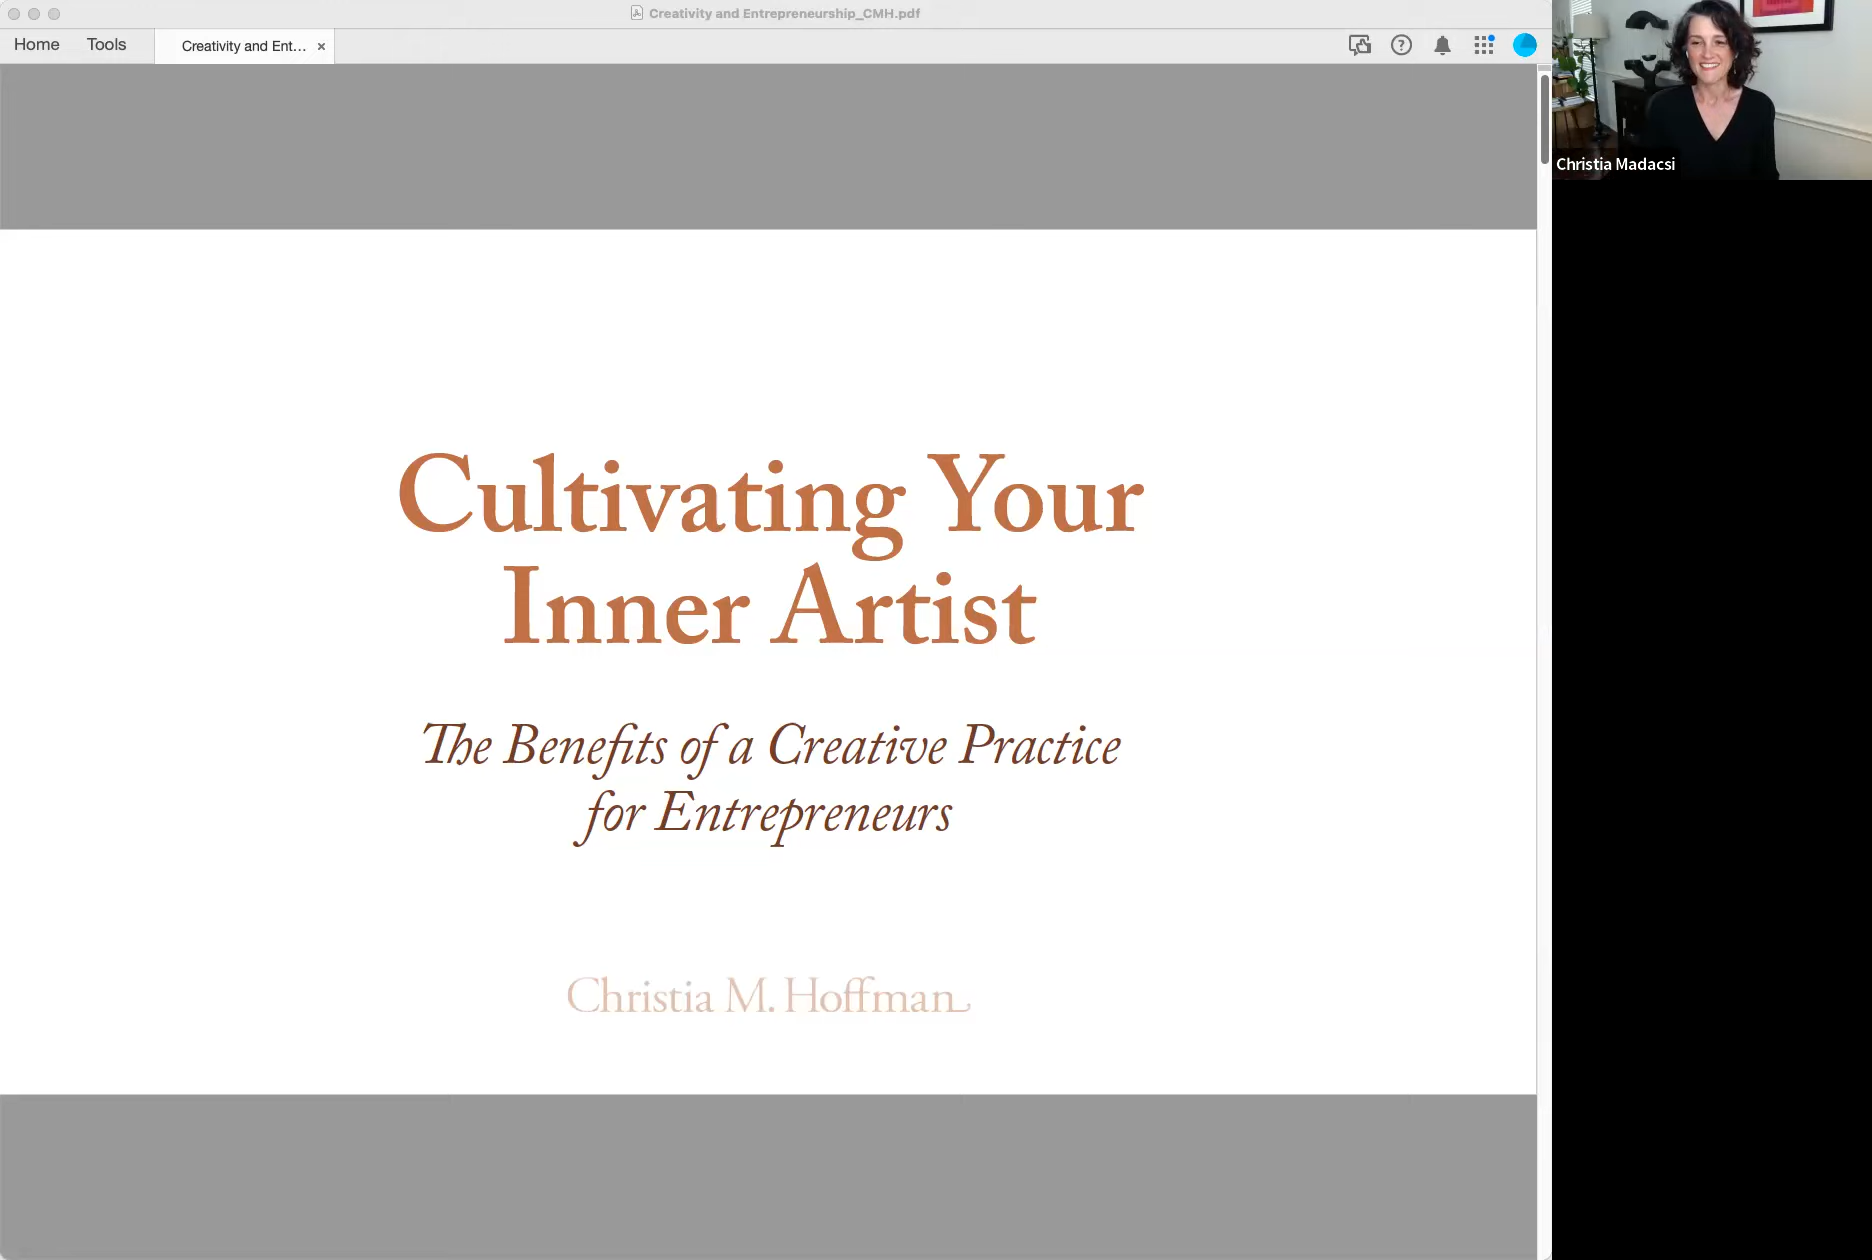 Creativity and Entrepreneurship_CMH.pdf
Home Tools Creativity and Ent... ×
Christia Madacsi
Cultivating Your
Inner Artist
The Benefits of a Creative Practice
for Entrepreneurs
Christia M. Hoffman